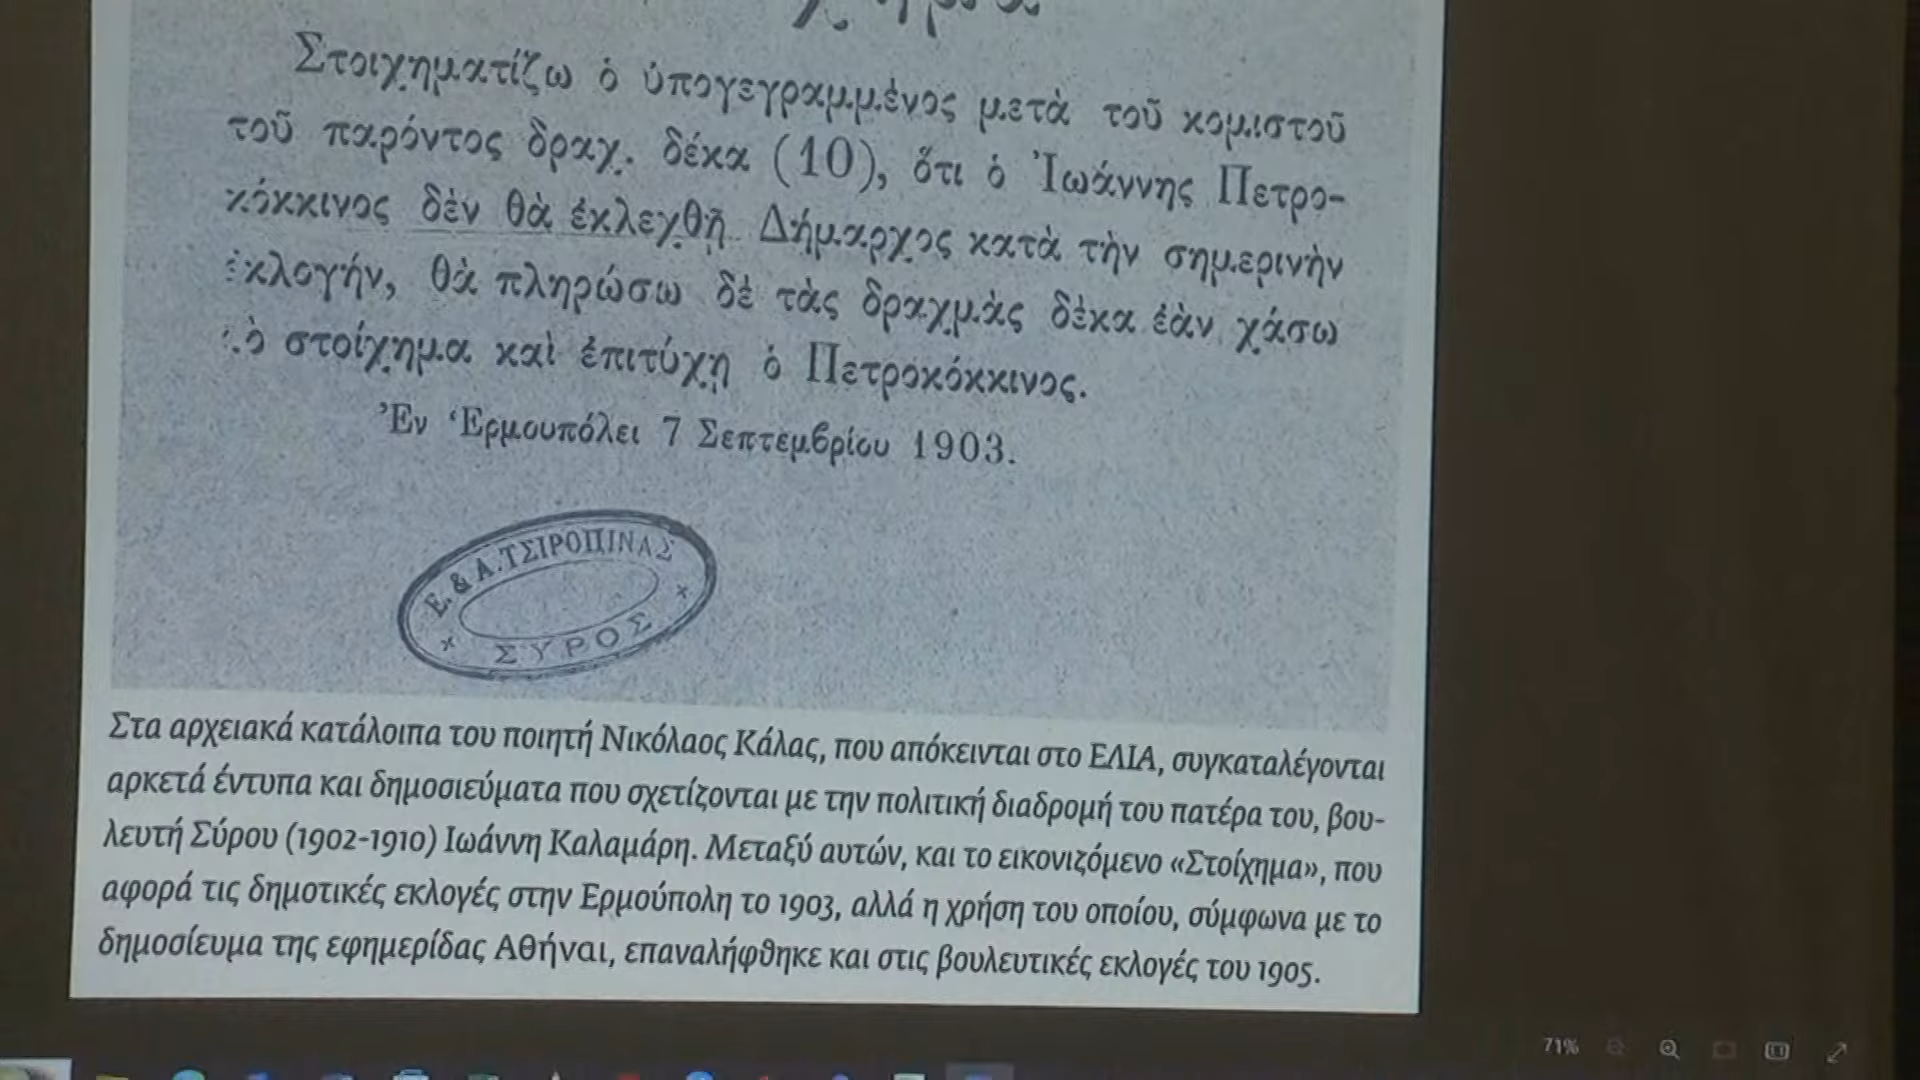 Στοιχηματίζω ὁ ὑπογεγραμμένος μετὰ τοῦ κομιστοῦ
τοῦ παρόντος δραχ. δέκα (10), ὅτι ὁ Ἰωάννης Πετρο-
κόκκινος δὲν θὰ ἐκλεχθῇ Δήμαρχος κατὰ τὴν σημερινὴν
ἐκλογήν, θὰ πληρώσω δὲ τὰς δραχμὰς δέκα ἐὰν χάσω
στοίχημα καὶ ἐπιτύχῃ ὁ Πετροκόκκινος.
Ἐν Ἑρμουπόλει 7 Σεπτεμβρίου 1903.
Ε. & Α. ΤΣΙΡΟΠΙΝΑΣ
ΣΥΡΟΣ
Στα αρχειακά κατάλοιπα του ποιητή Νικόλαος Κάλας, που απόκεινται στο ΕΛΙΑ, συγκαταλέγονται
αρκετά έντυπα και δημοσιεύματα που σχετίζονται με την πολιτική διαδρομή του πατέρα του, βου-
λευτή Σύρου (1902-1910) Ιωάννη Καλαμάρη. Μεταξύ αυτών, και το εικονιζόμενο «Στοίχημα», που
αφορά τις δημοτικές εκλογές στην Ερμούπολη το 1903, αλλά η χρήση του οποίου, σύμφωνα με το
δημοσίευμα της εφημερίδας Αθήναι, επαναλήφθηκε και στις βουλευτικές εκλογές του 1905.
71%